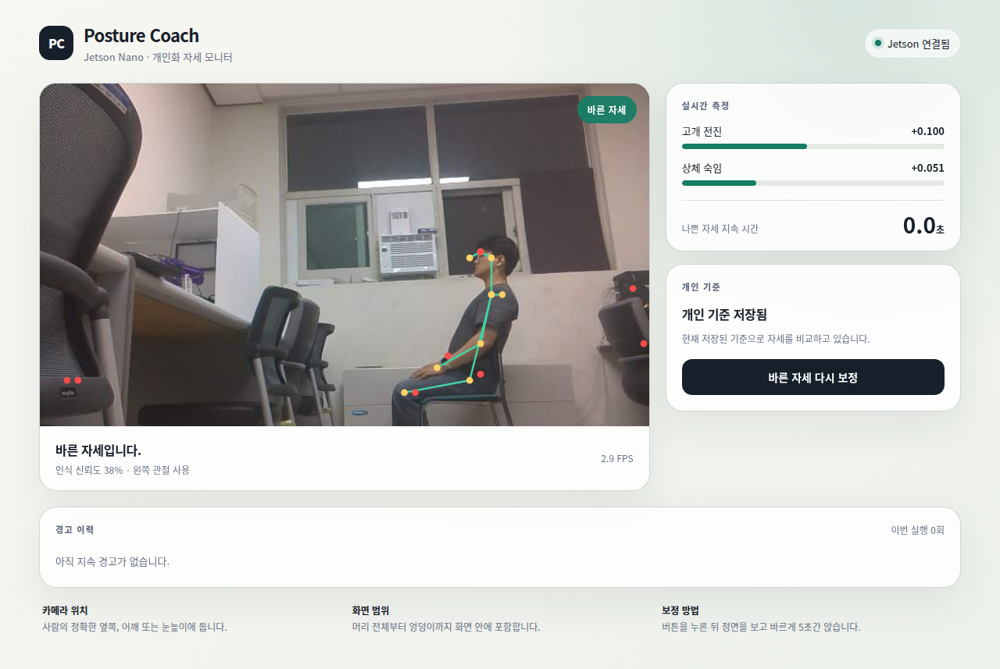 PC
Posture Coach
Jetson Nano · 개인화 자세 모니터
Jetson 연결됨
바른 자세
바른 자세입니다.
인식 신뢰도 38% · 왼쪽 관절 사용
2.9 FPS
실시간 측정
고개 전진
+0.100
상체 숙임
+0.051
나쁜 자세 지속 시간
0.0초
개인 기준
개인 기준 저장됨
현재 저장된 기준으로 자세를 비교하고 있습니다.
바른 자세 다시 보정
경고 이력
이번 실행 0회
아직 지속 경고가 없습니다.
카메라 위치
사람의 정확한 옆쪽, 어깨 또는 눈높이에 둡니다.
화면 범위
머리 전체부터 엉덩이까지 화면 안에 포함합니다.
보정 방법
버튼을 누른 뒤 정면을 보고 바르게 5초간 앉습니다.